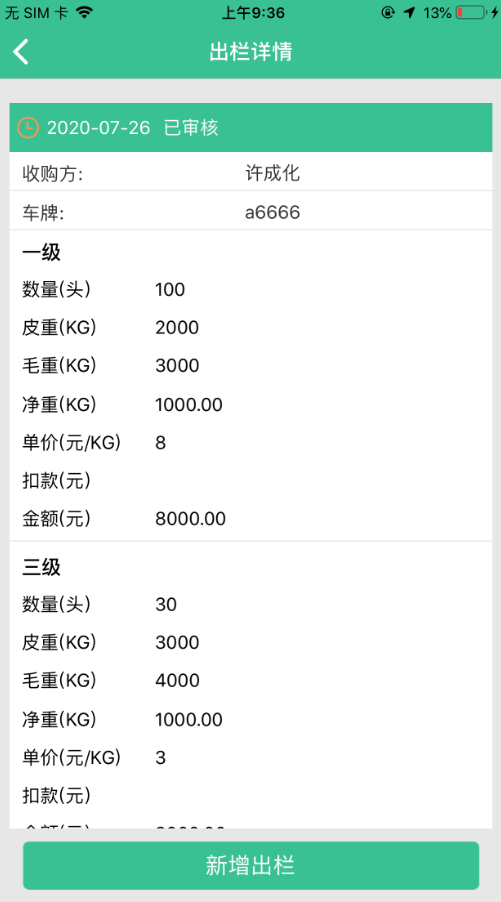 无 SIM 卡 上午9:36 13%
出栏详情
2020-07-26 已审核
收购方: 许成化
车牌: a6666
一级
数量(头) 100
皮重(KG) 2000
毛重(KG) 3000
净重(KG) 1000.00
单价(元/KG) 8
扣款(元)
金额(元) 8000.00
三级
数量(头) 30
皮重(KG) 3000
毛重(KG) 4000
净重(KG) 1000.00
单价(元/KG) 3
扣款(元)
新增出栏